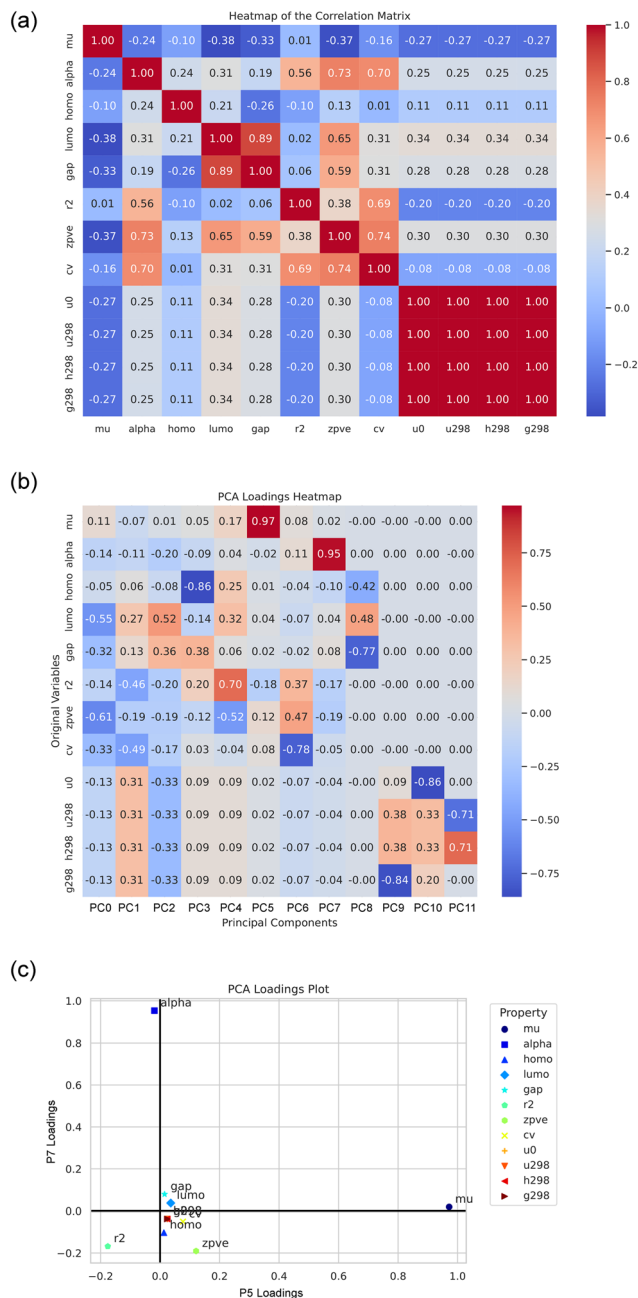 (a)
Heatmap of the Correlation Matrix
mu 1.00 -0.24 -0.10 -0.38 -0.33 0.01 -0.37 -0.16 -0.27 -0.27 -0.27 -0.27
alpha -0.24 1.00 0.24 0.31 0.19 0.56 0.73 0.70 0.25 0.25 0.25 0.25
homo -0.10 0.24 1.00 0.21 -0.26 -0.10 0.13 0.01 0.11 0.11 0.11 0.11
lumo -0.38 0.31 0.21 1.00 0.89 0.02 0.65 0.31 0.34 0.34 0.34 0.34
gap -0.33 0.19 -0.26 0.89 1.00 0.06 0.59 0.31 0.28 0.28 0.28 0.28
r2 0.01 0.56 -0.10 0.02 0.06 1.00 0.38 0.69 -0.20 -0.20 -0.20 -0.20
zpve -0.37 0.73 0.13 0.65 0.59 0.38 1.00 0.74 0.30 0.30 0.30 0.30
cv -0.16 0.70 0.01 0.31 0.31 0.69 0.74 1.00 -0.08 -0.08 -0.08 -0.08
u0 -0.27 0.25 0.11 0.34 0.28 -0.20 0.30 -0.08 1.00 1.00 1.00 1.00
u298 -0.27 0.25 0.11 0.34 0.28 -0.20 0.30 -0.08 1.00 1.00 1.00 1.00
h298 -0.27 0.25 0.11 0.34 0.28 -0.20 0.30 -0.08 1.00 1.00 1.00 1.00
g298 -0.27 0.25 0.11 0.34 0.28 -0.20 0.30 -0.08 1.00 1.00 1.00 1.00
mu alpha homo lumo gap r2 zpve cv u0 u298 h298 g298
1.0
0.8
0.6
0.4
0.2
0.0
−0.2
(b)
PCA Loadings Heatmap
Original Variables
mu 0.11 -0.07 0.01 0.05 0.17 0.97 0.08 0.02 -0.00 -0.00 -0.00 0.00
alpha -0.14 -0.11 -0.20 -0.09 0.04 -0.02 0.11 0.95 0.00 0.00 0.00 0.00
homo -0.05 0.06 -0.08 -0.86 0.25 0.01 -0.04 -0.10 -0.42 0.00 0.00 0.00
lumo -0.55 0.27 0.52 -0.14 0.32 0.04 -0.07 0.04 0.48 -0.00 -0.00 -0.00
gap -0.32 0.13 0.36 0.38 0.06 0.02 -0.02 0.08 -0.77 0.00 0.00 0.00
r2 -0.14 -0.46 -0.20 0.20 0.70 -0.18 0.37 -0.17 0.00 -0.00 0.00 0.00
zpve -0.61 -0.19 -0.19 -0.12 -0.52 0.12 0.47 -0.19 0.00 -0.00 -0.00 0.00
cv -0.33 -0.49 -0.17 0.03 -0.04 0.08 -0.78 -0.05 0.00 0.00 -0.00 0.00
u0 -0.13 0.31 -0.33 0.09 0.09 0.02 -0.07 -0.04 -0.00 0.09 -0.86 0.00
u298 -0.13 0.31 -0.33 0.09 0.09 0.02 -0.07 -0.04 -0.00 0.38 0.33 -0.71
h298 -0.13 0.31 -0.33 0.09 0.09 0.02 -0.07 -0.04 -0.00 0.38 0.33 0.71
g298 -0.13 0.31 -0.33 0.09 0.09 0.02 -0.07 -0.04 0.00 -0.84 0.20 -0.00
PC0 PC1 PC2 PC3 PC4 PC5 PC6 PC7 PC8 PC9 PC10 PC11
Principal Components
0.75
0.50
0.25
0.00
−0.25
−0.50
−0.75
(c)
PCA Loadings Plot
P7 Loadings
1.0
0.8
0.6
0.4
0.2
0.0
−0.2
alpha
gap
lumo
cv
homo
r2
zpve
mu
−0.2 0.0 0.2 0.4 0.6 0.8 1.0
P5 Loadings
Property
mu
alpha
homo
lumo
gap
r2
zpve
cv
u0
u298
h298
g298